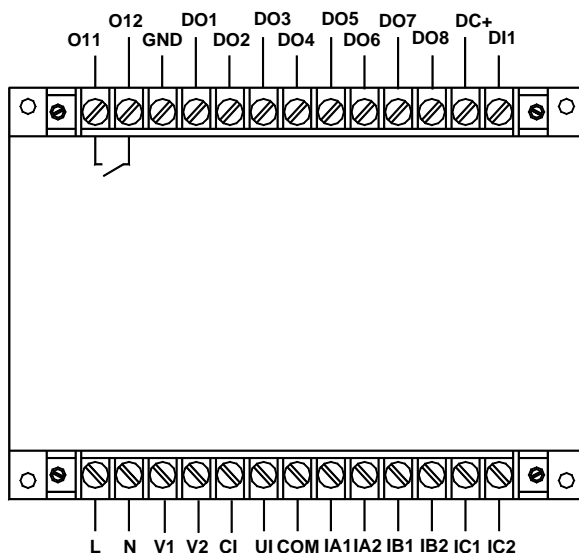 O11 O12 GND DO1 DO2 DO3 DO4 DO5 DO6 DO7 DO8 DC+ DI1
L N V1 V2 CI UI COM IA1 IA2 IB1 IB2 IC1 IC2